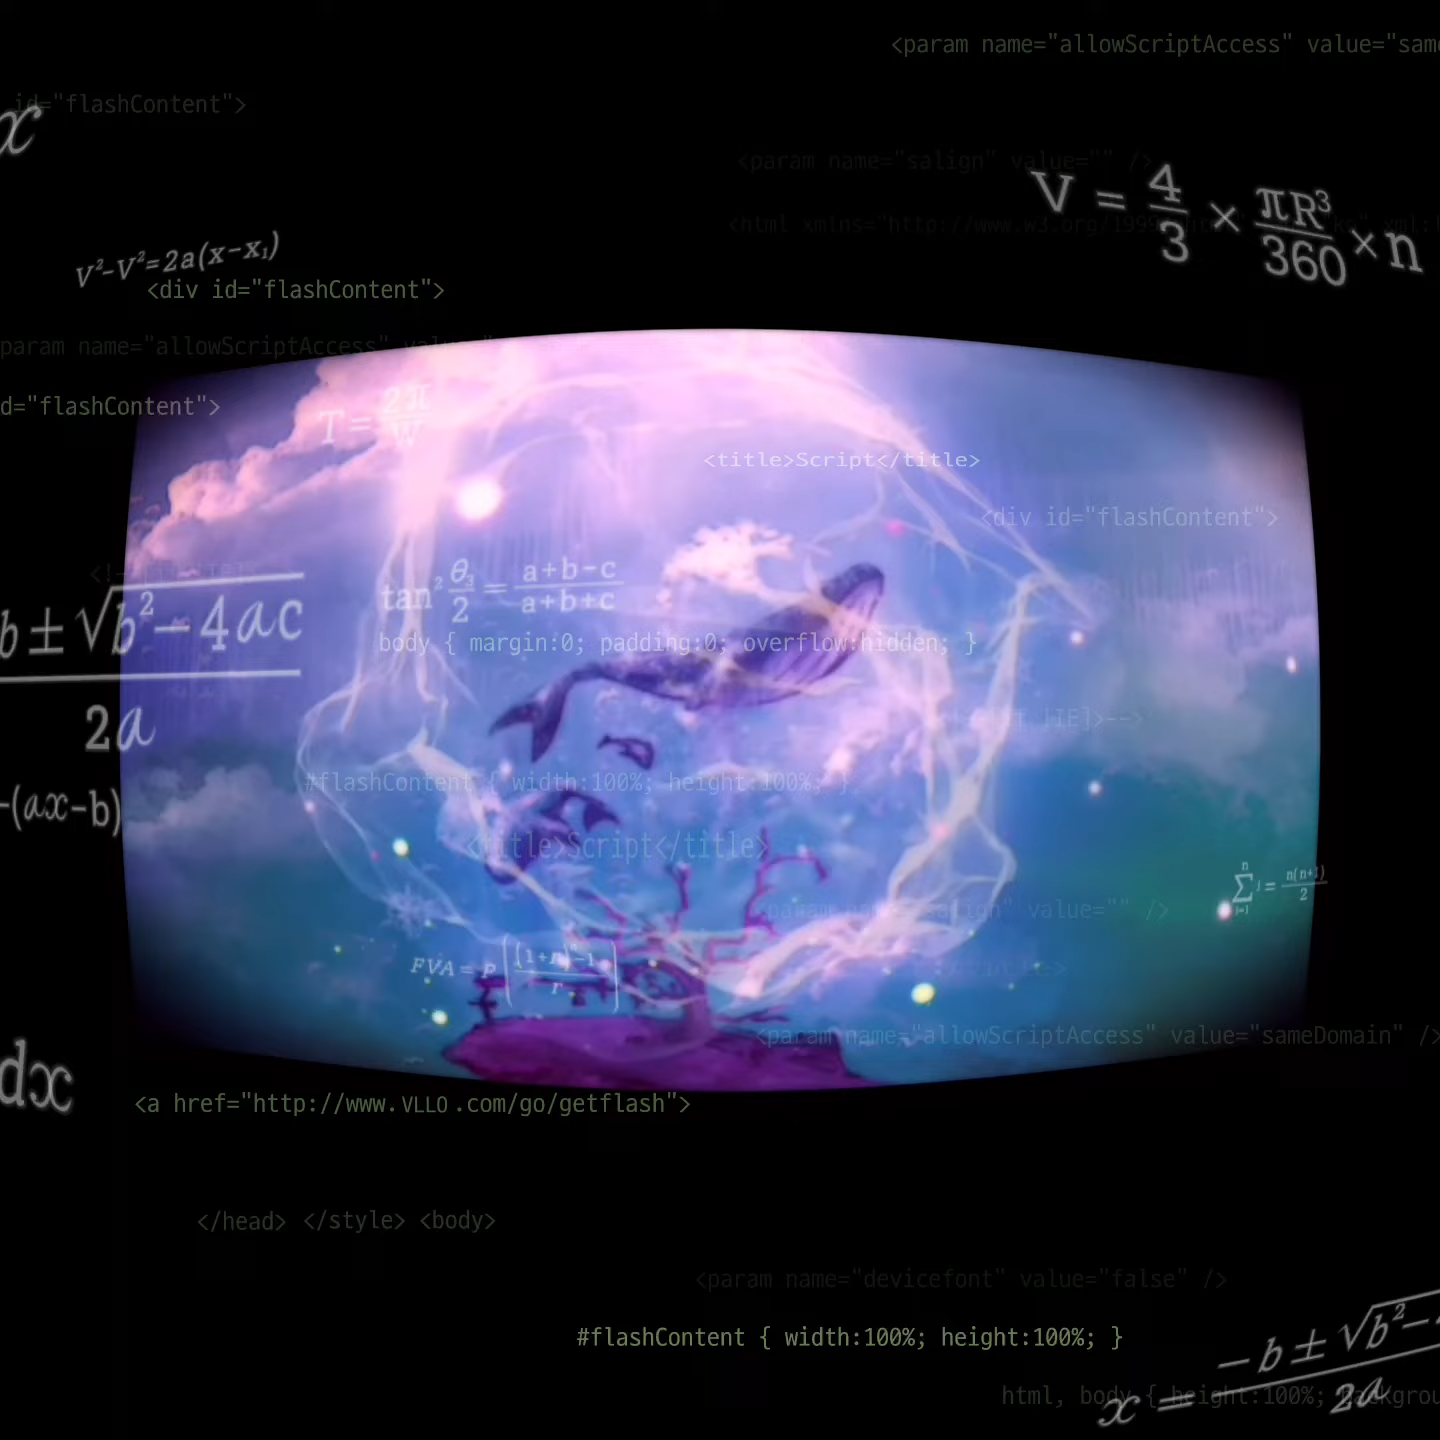 <param name="allowScriptAccess" value="same
id="flashContent">
x
<param name="salign" value="" />
V = 4/3 × πR³/360 × n
<html xmlns="http://www.w3.org/1999
V²-V²=2a(x-x₁)
<div id="flashContent">
param name="allowScriptAccess"
d="flashContent">
T = 2π/W
<title>Script</title>
<div id="flashContent">
tan² θ₃/2 = a+b-c/a+b+c
b ± √b²-4ac
2a
body { margin:0; padding:0; overflow:hidden; }
IE]>-->
#flashContent { width:100%; height:100%; }
-(ax-b)
<title>Script</title>
∑ i = n(n+1)/2
value="" />
FVA = P
<param name="allowScriptAccess" value="sameDomain" />
dx
<a href="http://www.VLLO.com/go/getflash">
</head> </style> <body>
<param name="devicefont" value="false" />
#flashContent { width:100%; height:100%; }
x = -b ± √b²-
2a
html, body { height:100%;